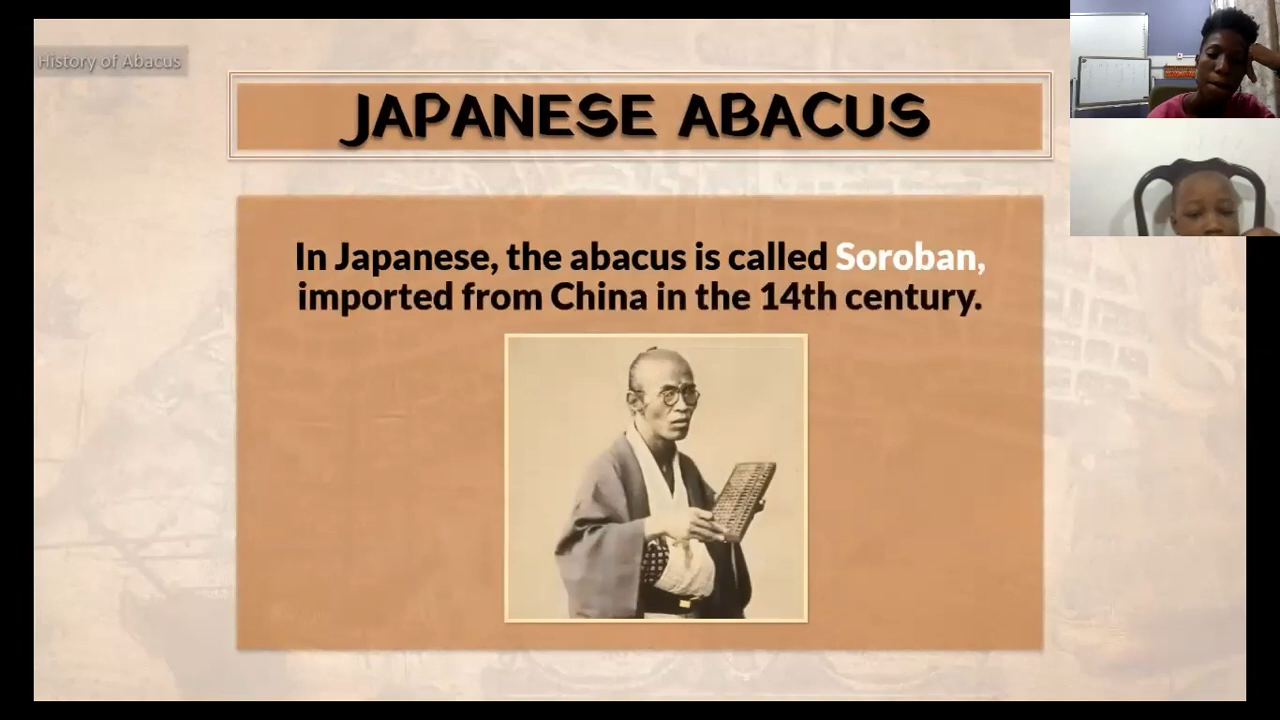 History of Abacus
JAPANESE ABACUS
In Japanese, the abacus is called Soroban,
imported from China in the 14th century.